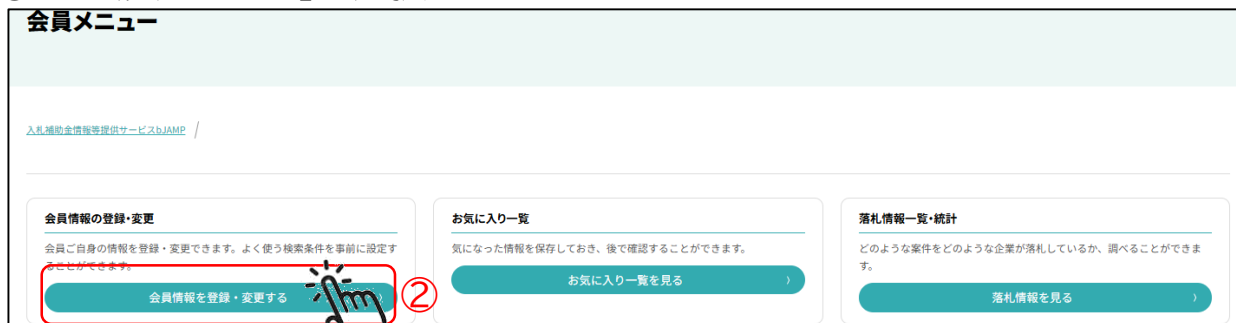 会員メニュー
入札補助金情報等提供サービスbJAMP /
会員情報の登録・変更
会員ご自身の情報を登録・変更できます。よく使う検索条件を事前に設定す
ることができます。
会員情報を登録・変更する
②
お気に入り一覧
気になった情報を保存しておき、後で確認することができます。
お気に入り一覧を見る
落札情報一覧・統計
どのような案件をどのような企業が落札しているか、調べることができま
す。
落札情報を見る